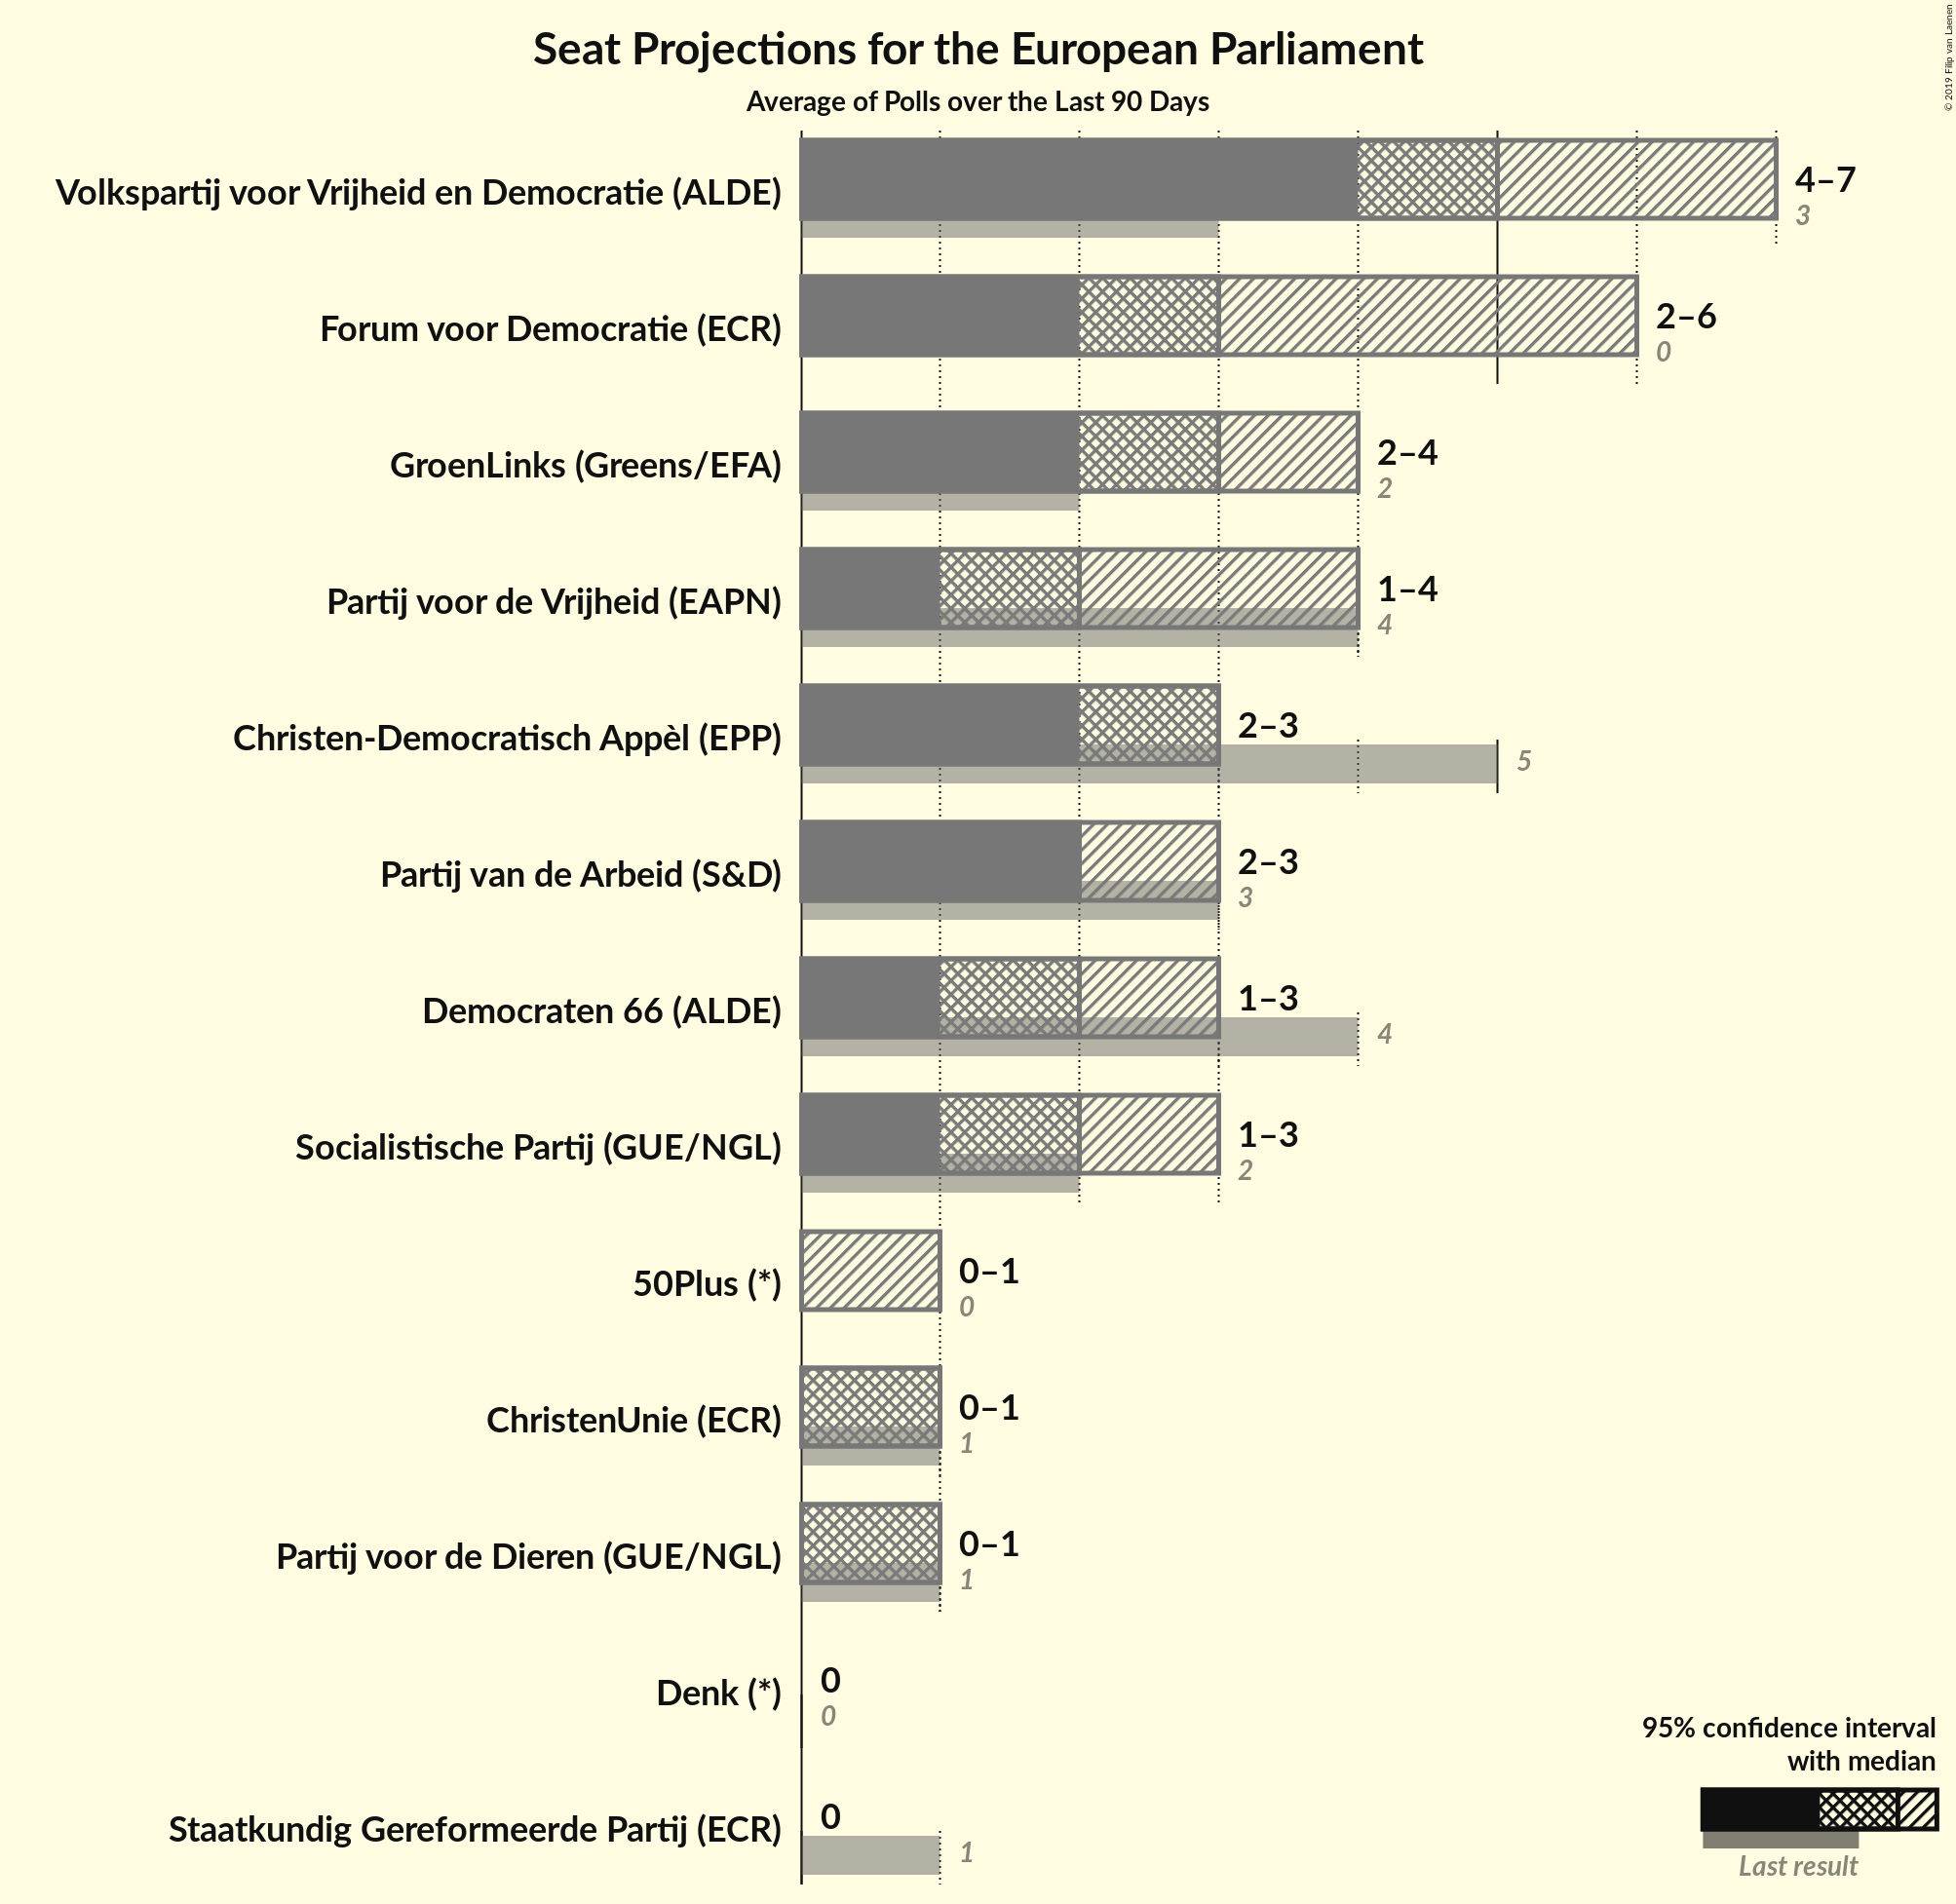 Seat Projections for the European Parliament
Average of Polls over the Last 90 Days
© 2019 Filip van Laenen
Volkspartij voor Vrijheid en Democratie (ALDE)
4–7
3
Forum voor Democratie (ECR)
2–6
0
GroenLinks (Greens/EFA)
2–4
2
Partij voor de Vrijheid (EAPN)
1–4
4
Christen-Democratisch Appèl (EPP)
2–3
5
Partij van de Arbeid (S&D)
2–3
3
Democraten 66 (ALDE)
1–3
4
Socialistische Partij (GUE/NGL)
1–3
2
50Plus (*)
0–1
0
ChristenUnie (ECR)
0–1
1
Partij voor de Dieren (GUE/NGL)
0–1
1
Denk (*)
0
0
Staatkundig Gereformeerde Partij (ECR)
0
1
95% confidence interval
with median
Last result